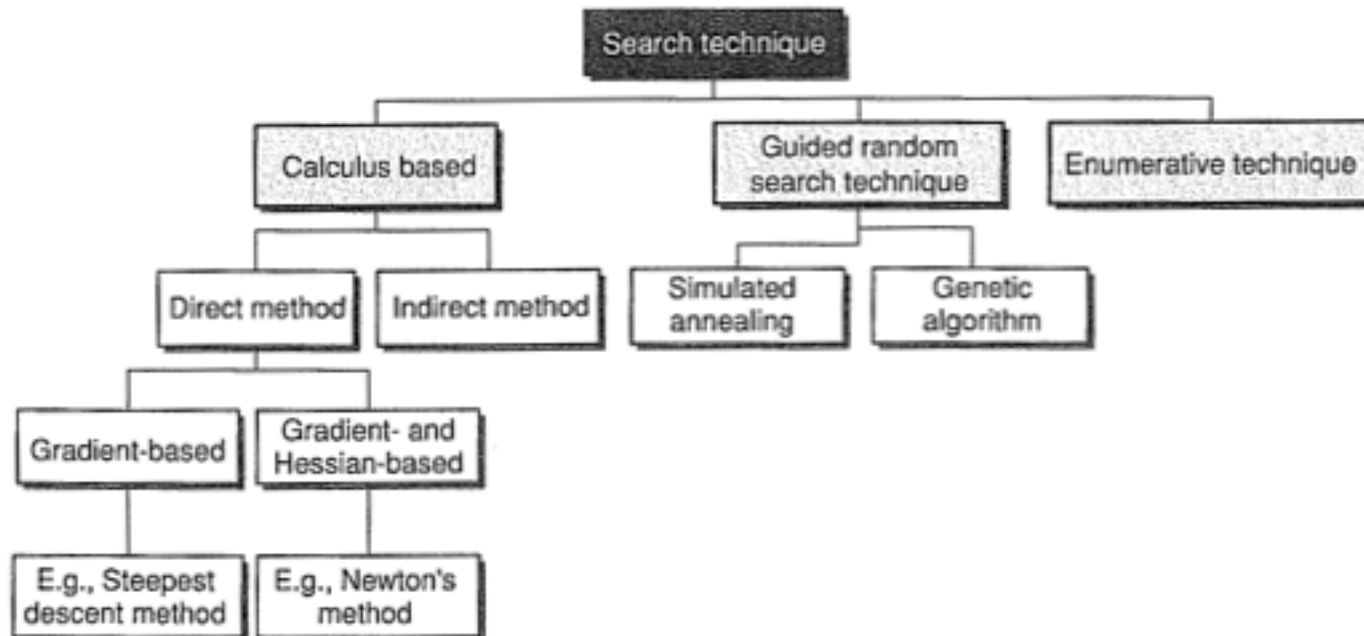 Search technique
Calculus based
Guided random
search technique
Enumerative technique
Direct method
Indirect method
Simulated
annealing
Genetic
algorithm
Gradient-based
Gradient- and
Hessian-based
E.g., Steepest
descent method
E.g., Newton's
method